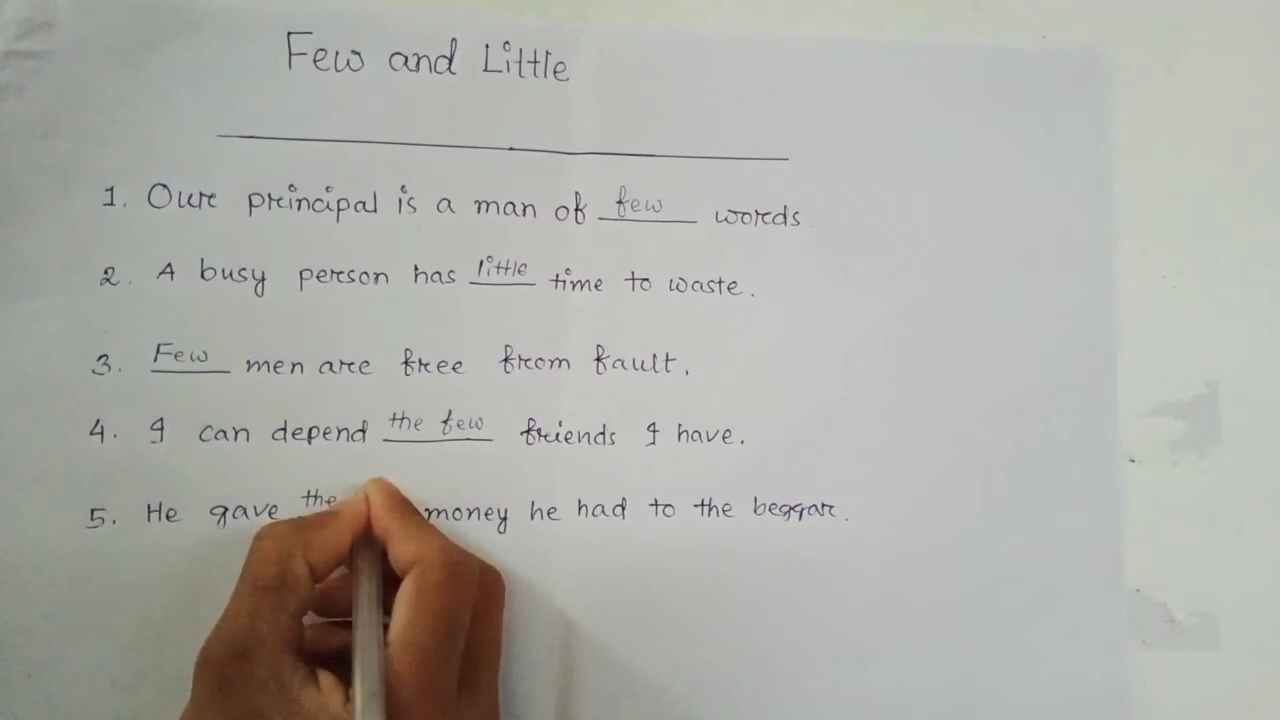 Few and Little
1. Our principal is a man of few words
2. A busy person has little time to waste.
3. Few men are free from fault.
4. I can depend the few friends I have.
5. He gave the money he had to the beggar.